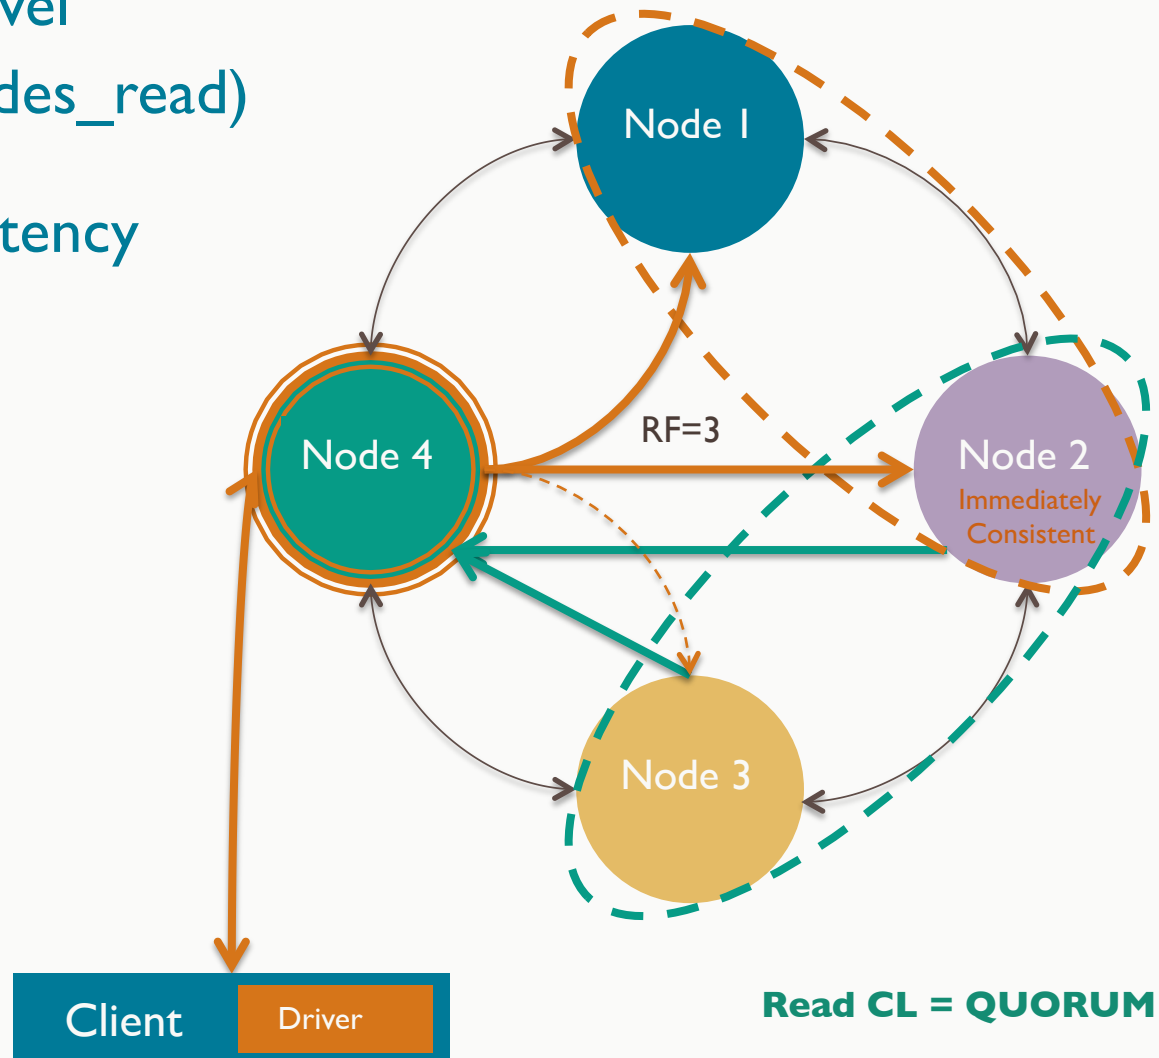 vel
des_read)
tency
Node 1
RF=3
Node 4
Node 2
Immediately
Consistent
Node 3
Client
Driver
Read CL = QUORUM